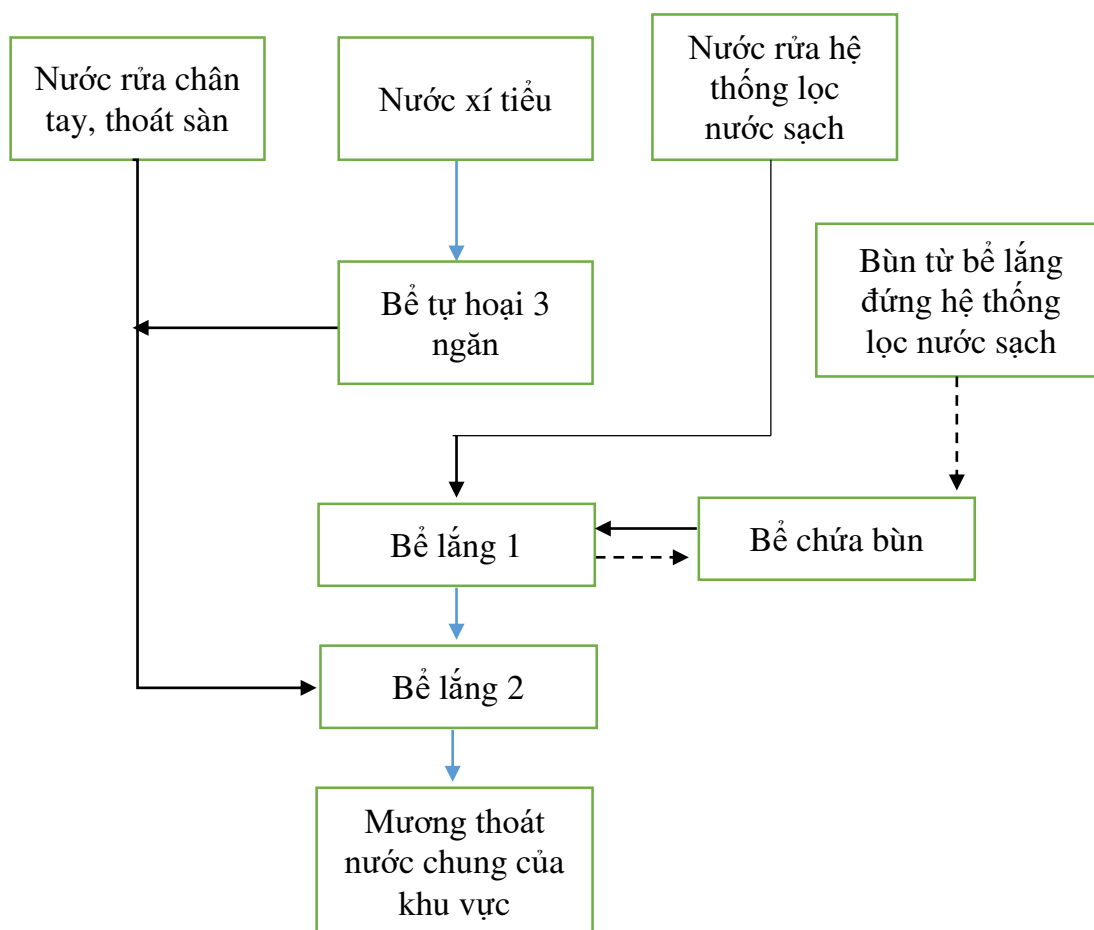 Nước rửa chân
tay, thoát sàn
Nước xí tiểu
Nước rửa hệ
thống lọc
nước sạch
Bể tự hoại 3
ngăn
Bùn từ bể lắng
đứng hệ thống
lọc nước sạch
Bể lắng 1
Bể chứa bùn
Bể lắng 2
Mương thoát
nước chung của
khu vực